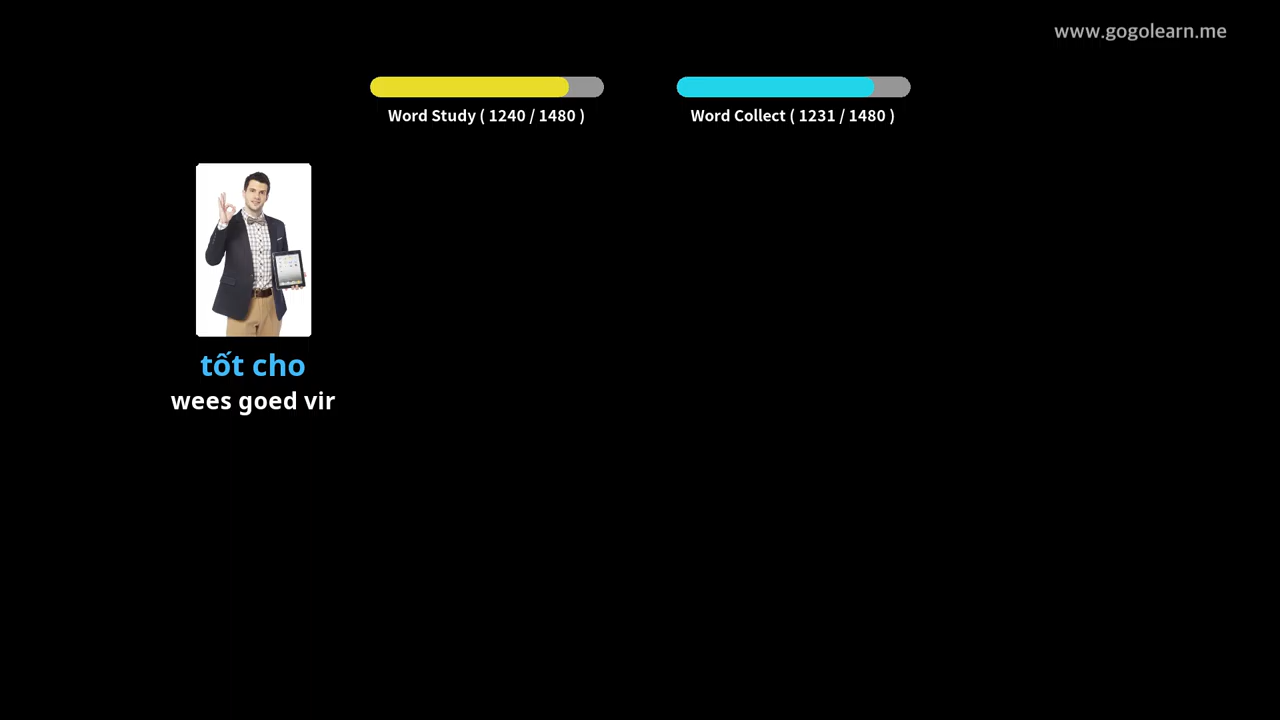 www.gogolearn.me
Word Study ( 1240 / 1480 )
Word Collect ( 1231 / 1480 )
tốt cho
wees goed vir